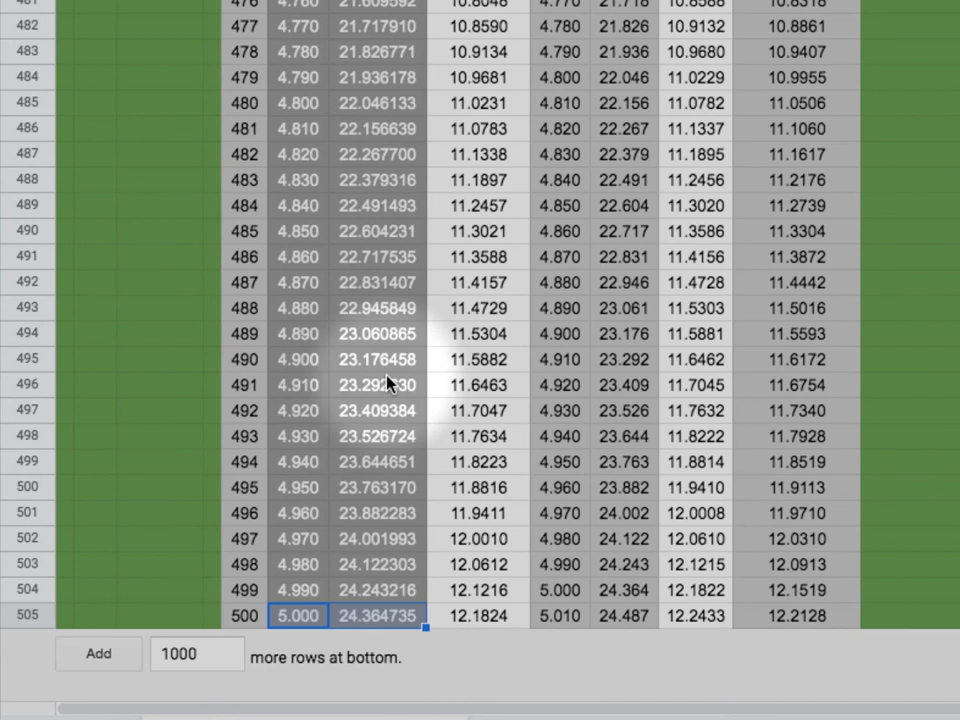 481 476 4.760 21.609592 10.8048 4.770 21.718 10.8588 10.8318
482 477 4.770 21.717910 10.8590 4.780 21.826 10.9132 10.8861
483 478 4.780 21.826771 10.9134 4.790 21.936 10.9680 10.9407
484 479 4.790 21.936178 10.9681 4.800 22.046 11.0229 10.9955
485 480 4.800 22.046133 11.0231 4.810 22.156 11.0782 11.0506
486 481 4.810 22.156639 11.0783 4.820 22.267 11.1337 11.1060
487 482 4.820 22.267700 11.1338 4.830 22.379 11.1895 11.1617
488 483 4.830 22.379316 11.1897 4.840 22.491 11.2456 11.2176
489 484 4.840 22.491493 11.2457 4.850 22.604 11.3020 11.2739
490 485 4.850 22.604231 11.3021 4.860 22.717 11.3586 11.3304
491 486 4.860 22.717535 11.3588 4.870 22.831 11.4156 11.3872
492 487 4.870 22.831407 11.4157 4.880 22.946 11.4728 11.4442
493 488 4.880 22.945849 11.4729 4.890 23.061 11.5303 11.5016
494 489 4.890 23.060865 11.5304 4.900 23.176 11.5881 11.5593
495 490 4.900 23.176458 11.5882 4.910 23.292 11.6462 11.6172
496 491 4.910 11.6463 4.920 23.409 11.7045 11.6754
497 492 4.920 23.409384 11.7047 4.930 23.526 11.7632 11.7340
498 493 4.930 23.526724 11.7634 4.940 23.644 11.8222 11.7928
499 494 4.940 23.644651 11.8223 4.950 23.763 11.8814 11.8519
500 495 4.950 23.763170 11.8816 4.960 23.882 11.9410 11.9113
501 496 4.960 23.882283 11.9411 4.970 24.002 12.0008 11.9710
502 497 4.970 24.001993 12.0010 4.980 24.122 12.0610 12.0310
503 498 4.980 24.122303 12.0612 4.990 24.243 12.1215 12.0913
504 499 4.990 24.243216 12.1216 5.000 24.364 12.1822 12.1519
505 500 5.000 24.364735 12.1824 5.010 24.487 12.2433 12.2128
Add 1000 more rows at bottom.